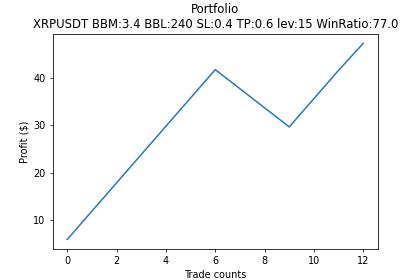 Portfolio
XRPUSDT BBM:3.4 BBL:240 SL:0.4 TP:0.6 lev:15 WinRatio:77.0
Profit ($)
40
30
20
10
0 2 4 6 8 10 12
Trade counts